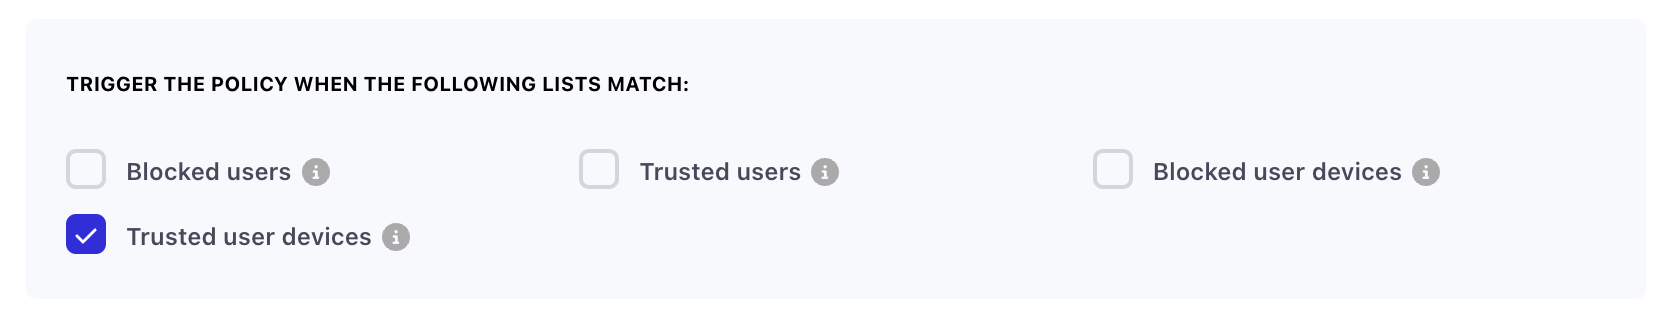 TRIGGER THE POLICY WHEN THE FOLLOWING LISTS MATCH:
Blocked users
Trusted users
Blocked user devices
Trusted user devices